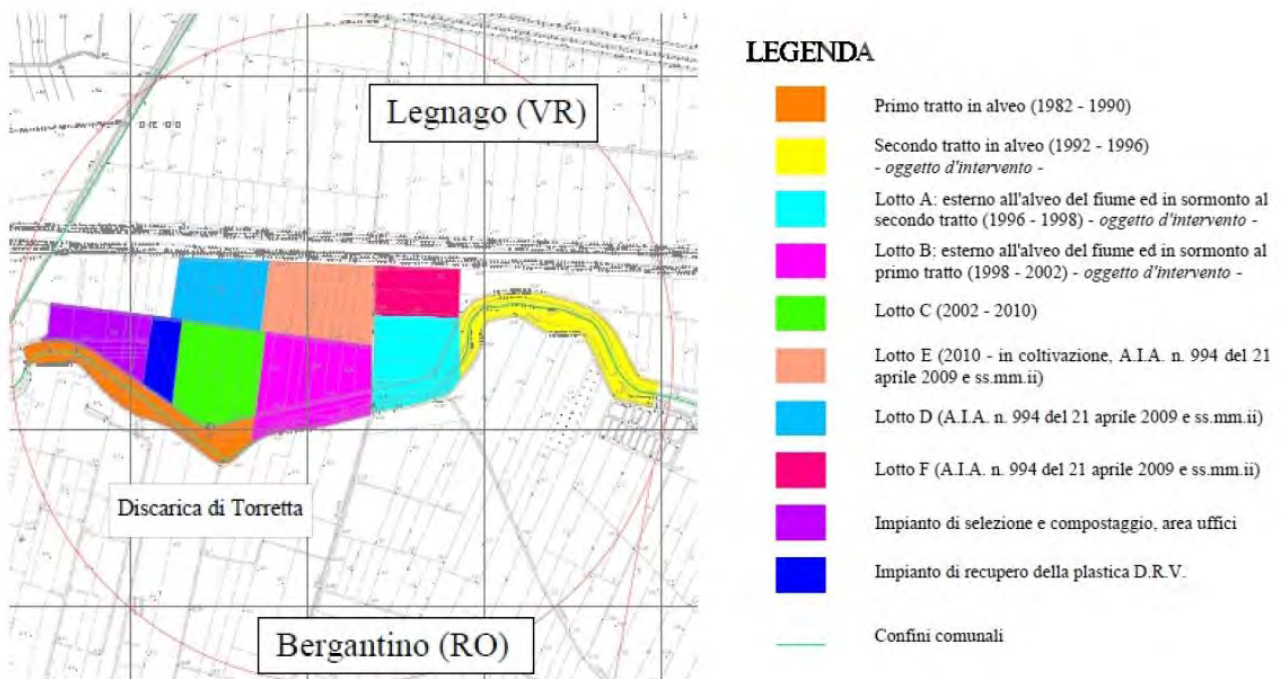 Legnago (VR)
Discarica di Torretta
Bergantino (RO)
LEGENDA
Primo tratto in alveo (1982 - 1990)
Secondo tratto in alveo (1992 - 1996)
- oggetto d'intervento -
Lotto A: esterno all'alveo del fiume ed in sormonto al
secondo tratto (1996 - 1998) - oggetto d'intervento -
Lotto B: esterno all'alveo del fiume ed in sormonto al
primo tratto (1998 - 2002) - oggetto d'intervento -
Lotto C (2002 - 2010)
Lotto E (2010 - in coltivazione, A.I.A. n. 994 del 21
aprile 2009 e ss.mm.ii)
Lotto D (A.I.A. n. 994 del 21 aprile 2009 e ss.mm.ii)
Lotto F (A.I.A. n. 994 del 21 aprile 2009 e ss.mm.ii)
Impianto di selezione e compostaggio, area uffici
Impianto di recupero della plastica D.R.V.
Confini comunali